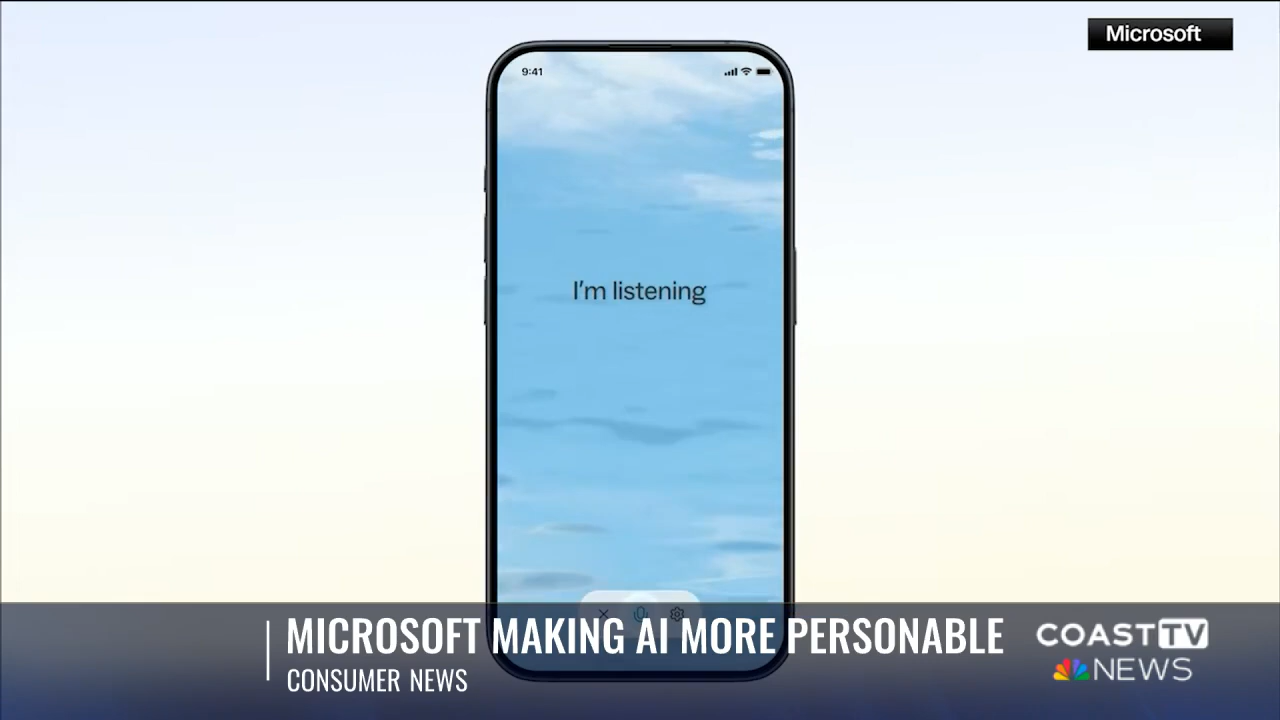 Microsoft
9:41
I'm listening
MICROSOFT MAKING AI MORE PERSONABLE
CONSUMER NEWS
COAST TV
NEWS